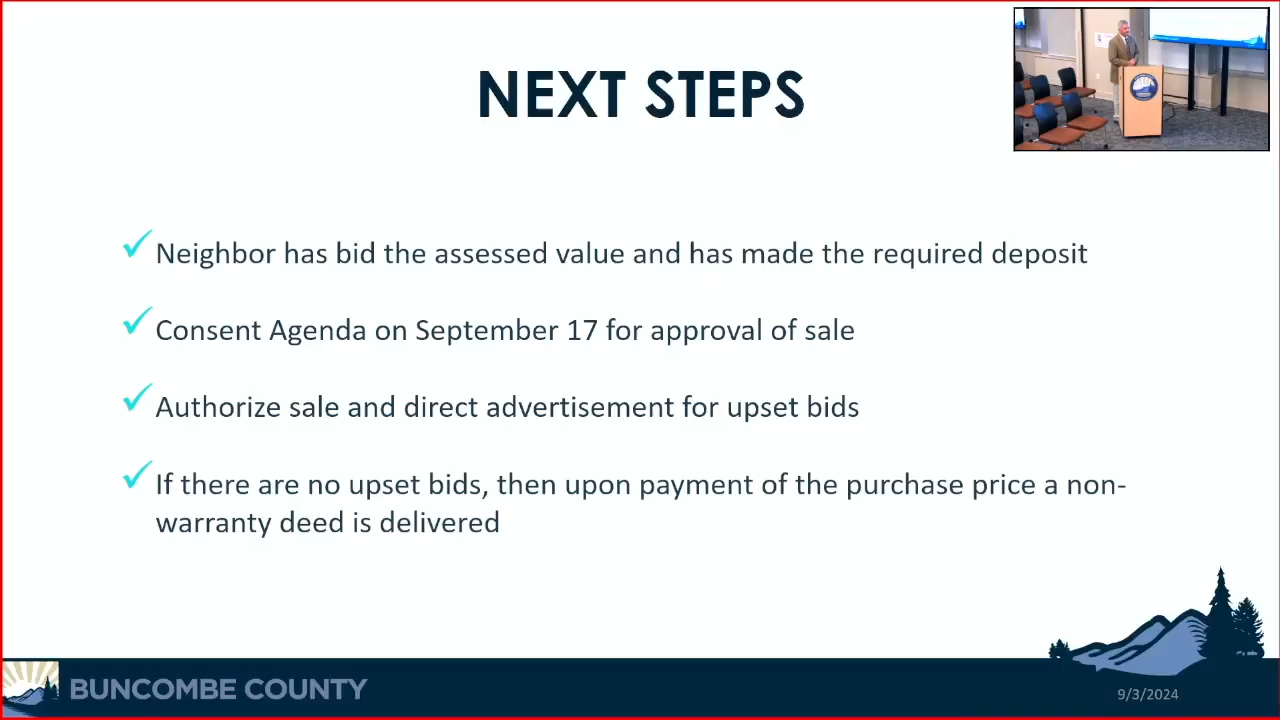 NEXT STEPS
Neighbor has bid the assessed value and has made the required deposit
Consent Agenda on September 17 for approval of sale
Authorize sale and direct advertisement for upset bids
If there are no upset bids, then upon payment of the purchase price a non-
warranty deed is delivered
BUNCOMBE COUNTY
9/3/2024